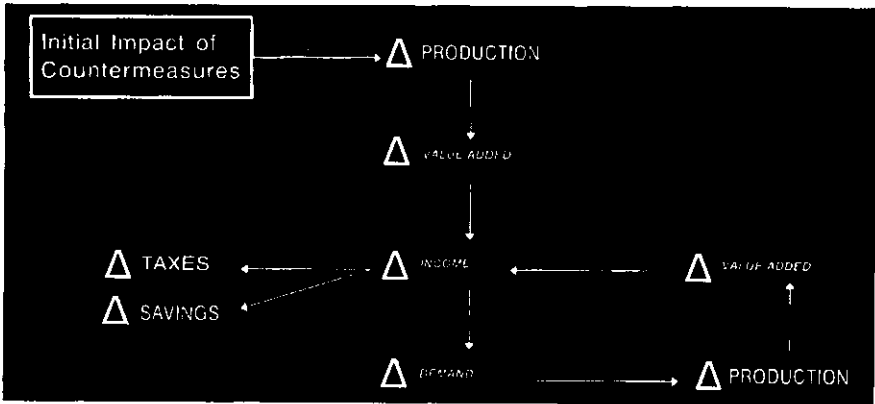 Initial Impact of
Countermeasures
Δ PRODUCTION
Δ VALUE ADDED
Δ TAXES
Δ INCOME
Δ VALUE ADDED
Δ SAVINGS
Δ DEMAND
Δ PRODUCTION